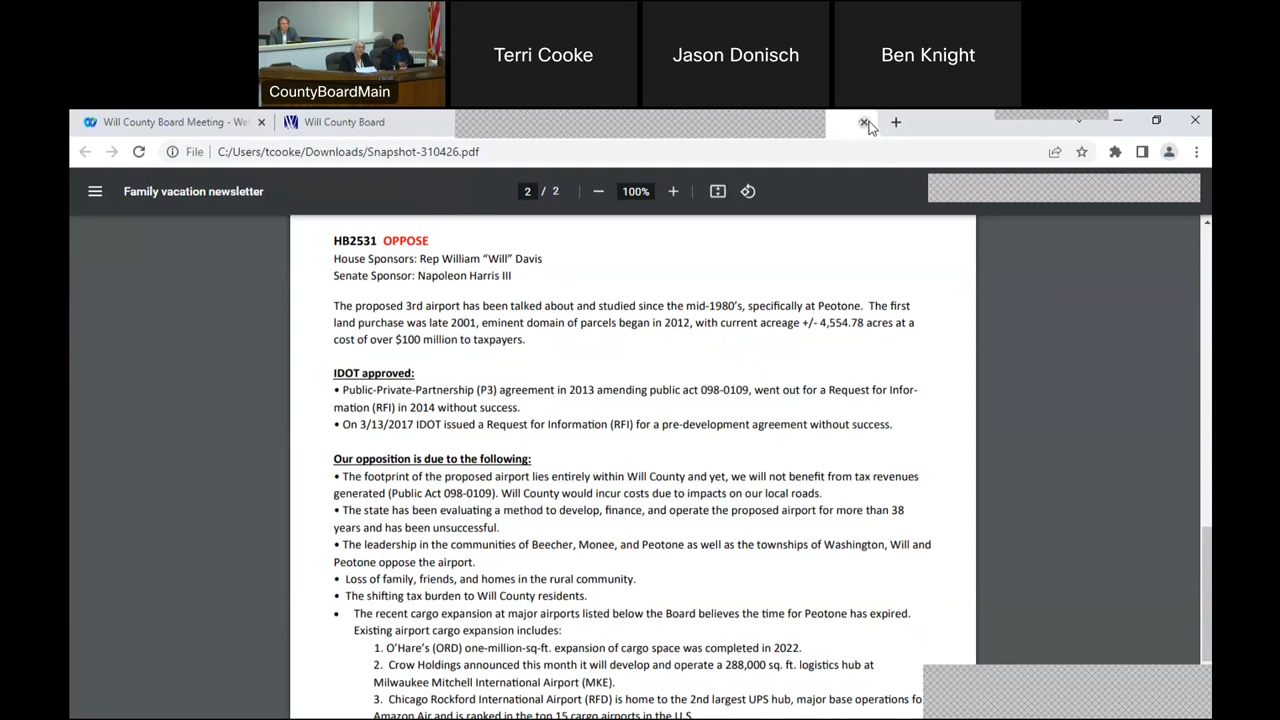 Terri Cooke
Jason Donisch
Ben Knight
CountyBoardMain
Will County Board Meeting - We
Will County Board
File
C:/Users/tcooke/Downloads/Snapshot-310426.pdf
Family vacation newsletter
2 / 2
100%
HB2531 OPPOSE
House Sponsors: Rep William “Will” Davis
Senate Sponsor: Napoleon Harris III
The proposed 3rd airport has been talked about and studied since the mid-1980’s, specifically at Peotone. The first
land purchase was late 2001, eminent domain of parcels began in 2012, with current acreage +/- 4,554.78 acres at a
cost of over $100 million to taxpayers.
IDOT approved:
• Public-Private-Partnership (P3) agreement in 2013 amending public act 098-0109, went out for a Request for Infor-
mation (RFI) in 2014 without success.
• On 3/13/2017 IDOT issued a Request for Information (RFI) for a pre-development agreement without success.
Our opposition is due to the following:
• The footprint of the proposed airport lies entirely within Will County and yet, we will not benefit from tax revenues
generated (Public Act 098-0109). Will County would incur costs due to impacts on our local roads.
• The state has been evaluating a method to develop, finance, and operate the proposed airport for more than 38
years and has been unsuccessful.
• The leadership in the communities of Beecher, Monee, and Peotone as well as the townships of Washington, Will and
Peotone oppose the airport.
• Loss of family, friends, and homes in the rural community.
• The shifting tax burden to Will County residents.
• The recent cargo expansion at major airports listed below the Board believes the time for Peotone has expired.
Existing airport cargo expansion includes:
1. O’Hare’s (ORD) one-million-sq-ft. expansion of cargo space was completed in 2022.
2. Crow Holdings announced this month it will develop and operate a 288,000 sq. ft. logistics hub at
Milwaukee Mitchell International Airport (MKE).
3. Chicago Rockford International Airport (RFD) is home to the 2nd largest UPS hub, major base operations fo
Amazon Air and is ranked in the top 15 cargo airports in the U.S.